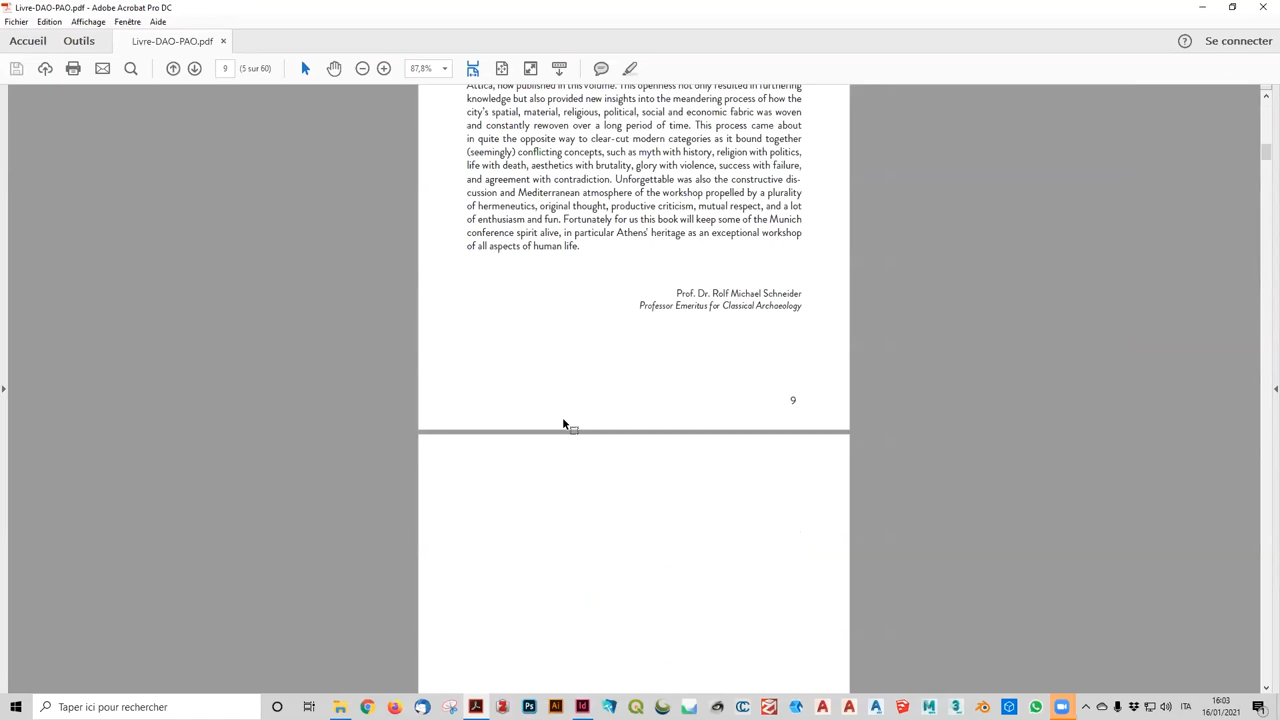 Livre-DAO-PAO.pdf - Adobe Acrobat Pro DC
Fichier Edition Affichage Fenêtre Aide
Accueil Outils Livre-DAO-PAO.pdf × Se connecter
9 (5 sur 60) 87,8%
Attica, now published in this volume. This openness not only resulted in furthering
knowledge but also provided new insights into the meandering process of how the
city's spatial, material, religious, political, social and economic fabric was woven
and constantly rewoven over a long period of time. This process came about
in quite the opposite way to clear-cut modern categories as it bound together
(seemingly) conflicting concepts, such as myth with history, religion with politics,
life with death, aesthetics with brutality, glory with violence, success with failure,
and agreement with contradiction. Unforgettable was also the constructive dis-
cussion and Mediterranean atmosphere of the workshop propelled by a plurality
of hermeneutics, original thought, productive criticism, mutual respect, and a lot
of enthusiasm and fun. Fortunately for us this book will keep some of the Munich
conference spirit alive, in particular Athens' heritage as an exceptional workshop
of all aspects of human life.
Prof. Dr. Rolf Michael Schneider
Professor Emeritus for Classical Archaeology
9
Taper ici pour rechercher
Ps Ai Id
ITA
16:03
16/01/2021